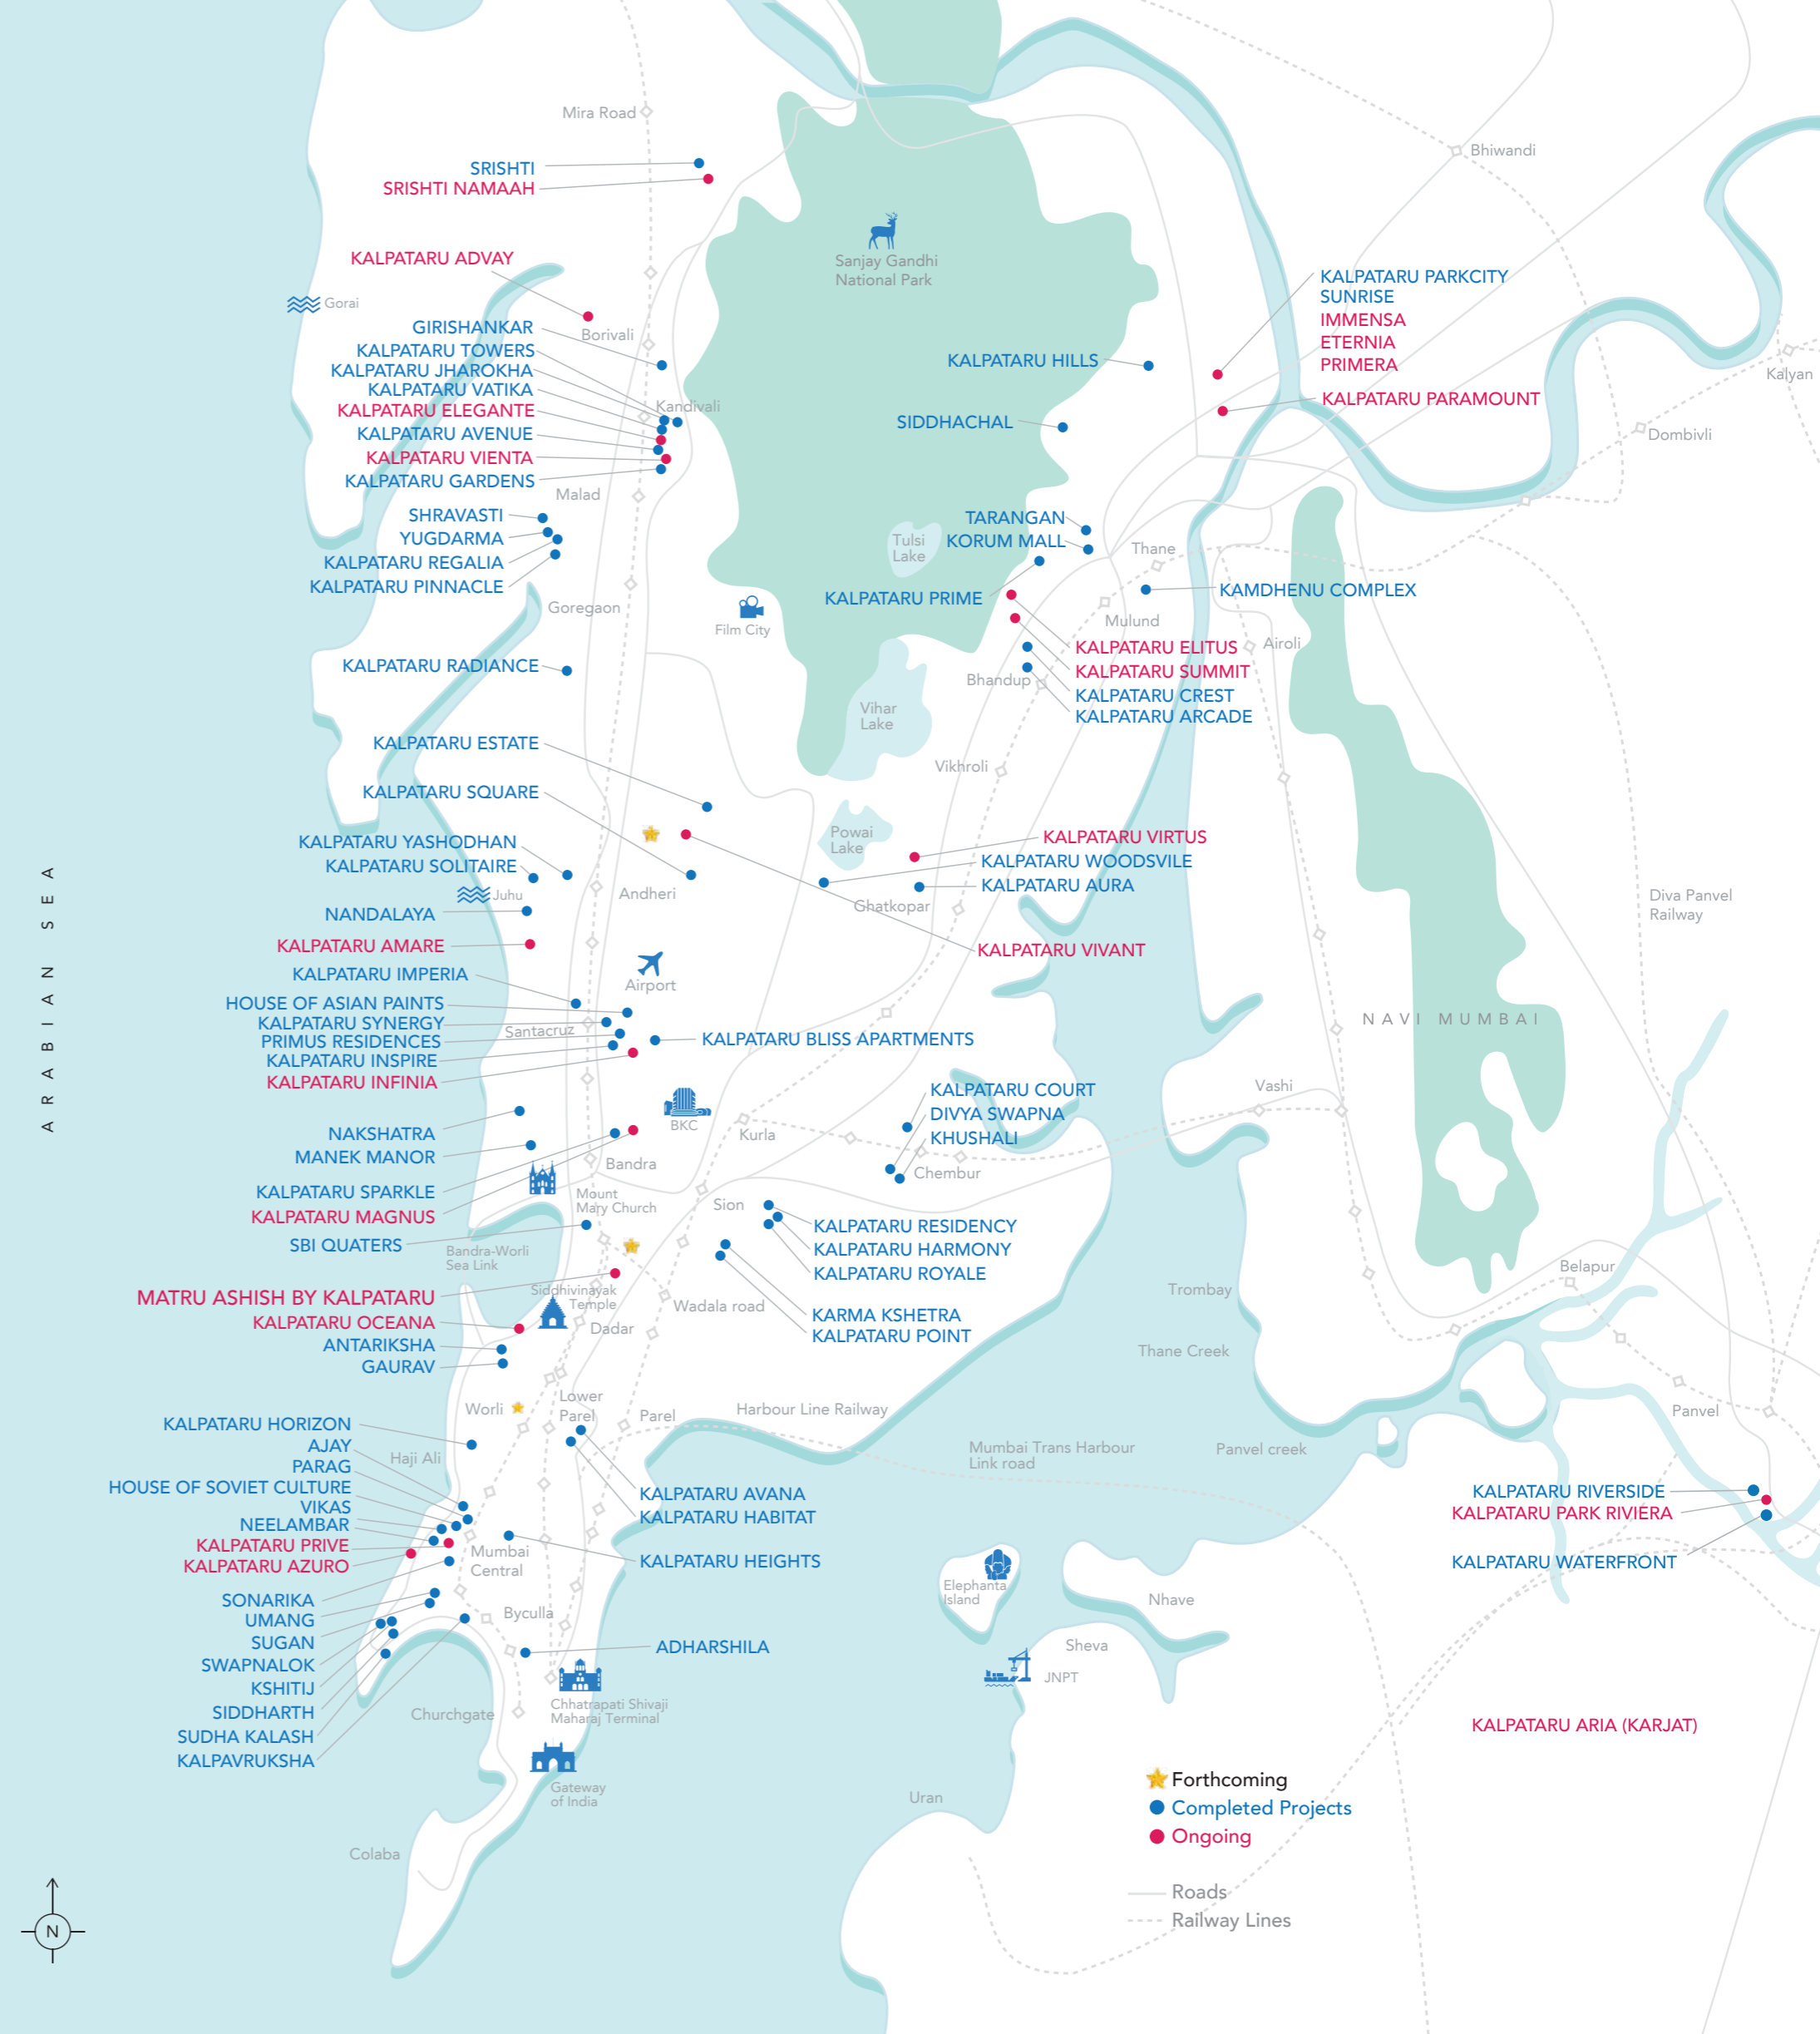 Mira Road
Bhiwandi
SRISHTI
SRISHTI NAMAAH
KALPATARU ADVAY
Sanjay Gandhi
National Park
KALPATARU PARKCITY
SUNRISE
IMMENSA
ETERNIA
PRIMERA
Gorai
Borivali
GIRISHANKAR
KALPATARU TOWERS
KALPATARU JHAROKHA
KALPATARU VATIKA
KALPATARU ELEGANTE
KALPATARU AVENUE
KALPATARU VIENTA
KALPATARU GARDENS
Kandivali
KALPATARU HILLS
Kalyan
KALPATARU PARAMOUNT
SIDDHACHAL
Dombivli
Malad
SHRAVASTI
YUGDARMA
KALPATARU REGALIA
KALPATARU PINNACLE
TARANGAN
KORUM MALL
Tulsi
Lake
Thane
KALPATARU PRIME
KAMDHENU COMPLEX
Goregaon
Film City
Mulund
Airoli
KALPATARU ELITUS
KALPATARU SUMMIT
KALPATARU CREST
KALPATARU ARCADE
KALPATARU RADIANCE
Bhandup
Vihar
Lake
KALPATARU ESTATE
Vikhroli
KALPATARU SQUARE
Powai
Lake
KALPATARU VIRTUS
KALPATARU WOODSVILE
KALPATARU AURA
KALPATARU YASHODHAN
KALPATARU SOLITAIRE
Juhu
Andheri
Ghatkopar
Diva Panvel
Railway
NANDALAYA
KALPATARU AMARE
KALPATARU VIVANT
ARABIAN SEA
KALPATARU IMPERIA
Airport
HOUSE OF ASIAN PAINTS
KALPATARU SYNERGY
PRIMUS RESIDENCES
KALPATARU INSPIRE
KALPATARU INFINIA
Santacruz
KALPATARU BLISS APARTMENTS
NAVI MUMBAI
KALPATARU COURT
DIVYA SWAPNA
KHUSHALI
Vashi
BKC
Kurla
Chembur
NAKSHATRA
MANEK MANOR
Bandra
KALPATARU SPARKLE
KALPATARU MAGNUS
Mount
Mary Church
Sion
SBI QUATERS
Bandra-Worli
Sea Link
KALPATARU RESIDENCY
KALPATARU HARMONY
KALPATARU ROYALE
Belapur
Trombay
MATRU ASHISH BY KALPATARU
Siddhivinayak
Temple
Wadala road
KARMA KSHETRA
KALPATARU POINT
KALPATARU OCEANA
Dadar
ANTARIKSHA
GAURAV
Thane Creek
Lower
Parel
Worli
Parel
Harbour Line Railway
Panvel
KALPATARU HORIZON
AJAY
PARAG
HOUSE OF SOVIET CULTURE
VIKAS
NEELAMBAR
KALPATARU PRIVE
KALPATARU AZURO
Haji Ali
Mumbai Trans Harbour
Link road
Panvel creek
KALPATARU AVANA
KALPATARU HABITAT
KALPATARU RIVERSIDE
KALPATARU PARK RIVIERA
KALPATARU WATERFRONT
Mumbai
Central
KALPATARU HEIGHTS
Elephanta
Island
Nhave
SONARIKA
UMANG
SUGAN
SWAPNALOK
KSHITIJ
SIDDHARTH
SUDHA KALASH
KALPAVRUKSHA
Byculla
ADHARSHILA
Sheva
JNPT
Churchgate
Chhatrapati Shivaji
Maharaj Terminal
KALPATARU ARIA (KARJAT)
Gateway
of India
Uran
Colaba
Forthcoming
Completed Projects
Ongoing
Roads
Railway Lines
N